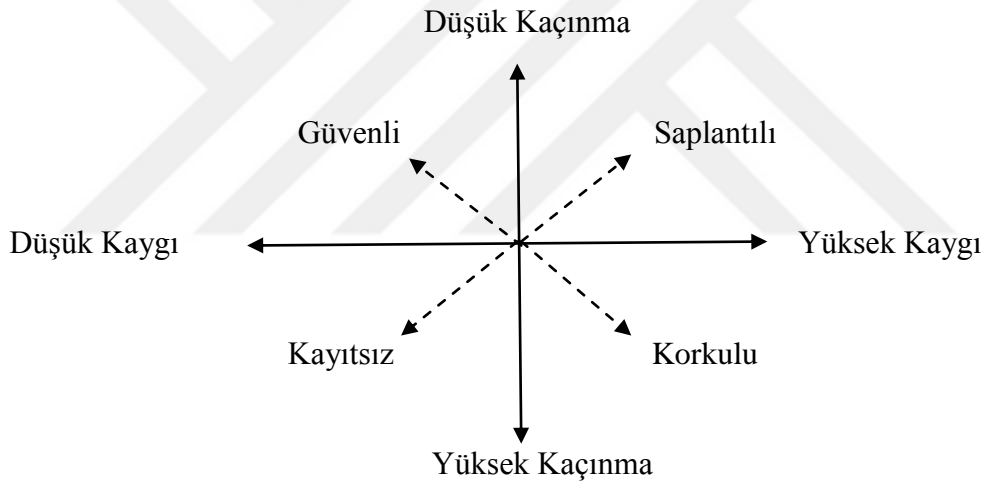 Düşük Kaçınma
Güvenli
Saplantılı
Düşük Kaygı
Yüksek Kaygı
Kayıtsız
Korkulu
Yüksek Kaçınma